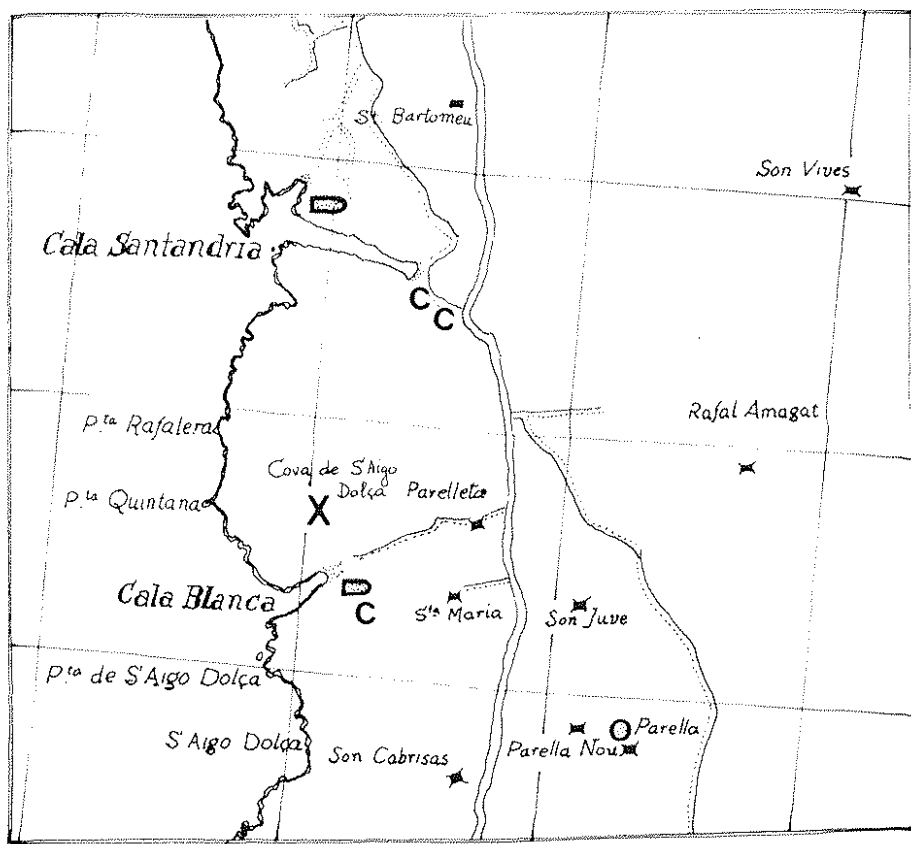 St. Bartomeu
Son Vives
D
Cala Santandria
C
C
Rafal Amagat
P.ta Rafalera
Cova de S'Aigo
Dolça Parelleta
P.ta Quintana
X
Cala Blanca
D
C
S.ta Maria
Son Juve
P.ta de S'Aigo Dolça
O Parella
S'Aigo Dolça
Parella Nou
Son Cabrisas